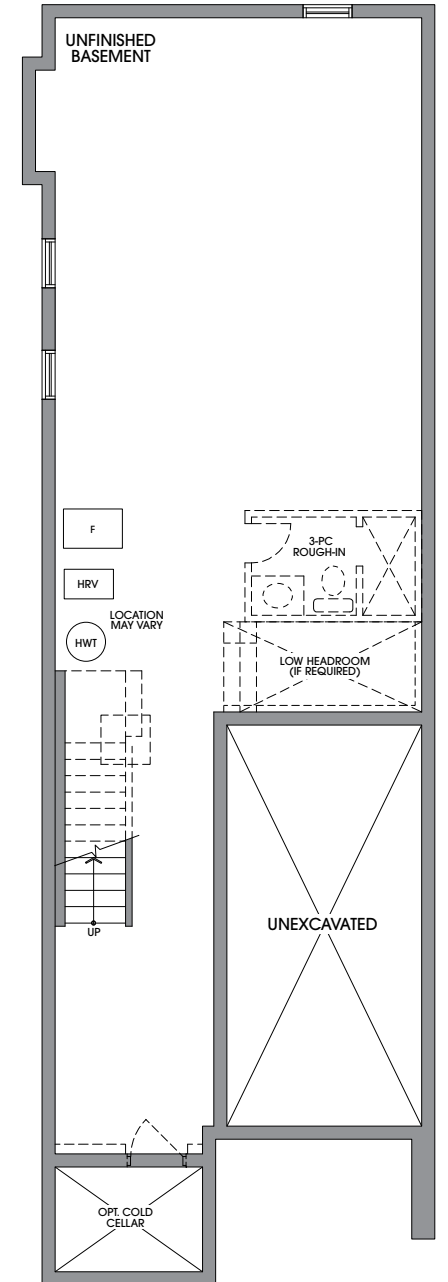 UNFINISHED
BASEMENT
3-PC
ROUGH-IN
F
HRV
LOCATION
MAY VARY
HWT
LOW HEADROOM
(IF REQUIRED)
UNEXCAVATED
UP
OPT. COLD
CELLAR